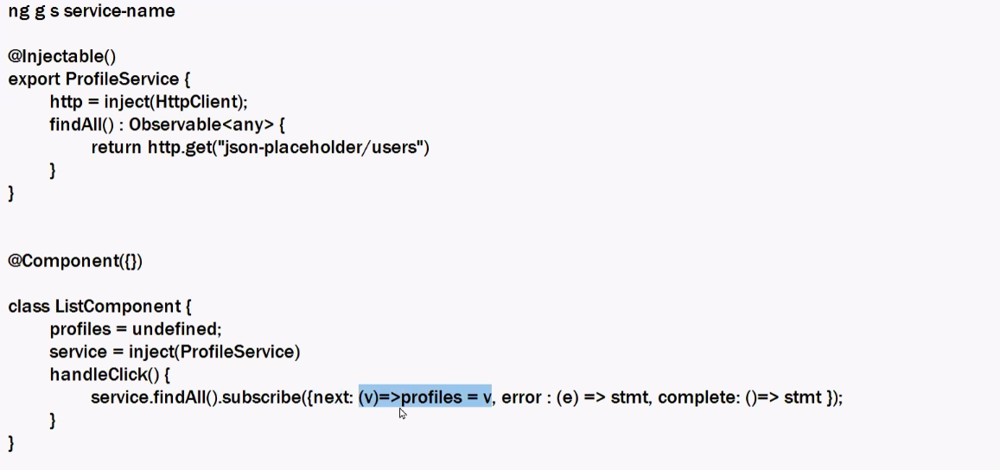 ng g s service-name
@Injectable()
export ProfileService {
http = inject(HttpClient);
findAll() : Observable<any> {
return http.get("json-placeholder/users")
}
}
@Component({})
class ListComponent {
profiles = undefined;
service = inject(ProfileService)
handleClick() {
service.findAll().subscribe({next: (v)=>profiles = v, error : (e) => stmt, complete: ()=> stmt });
}
}